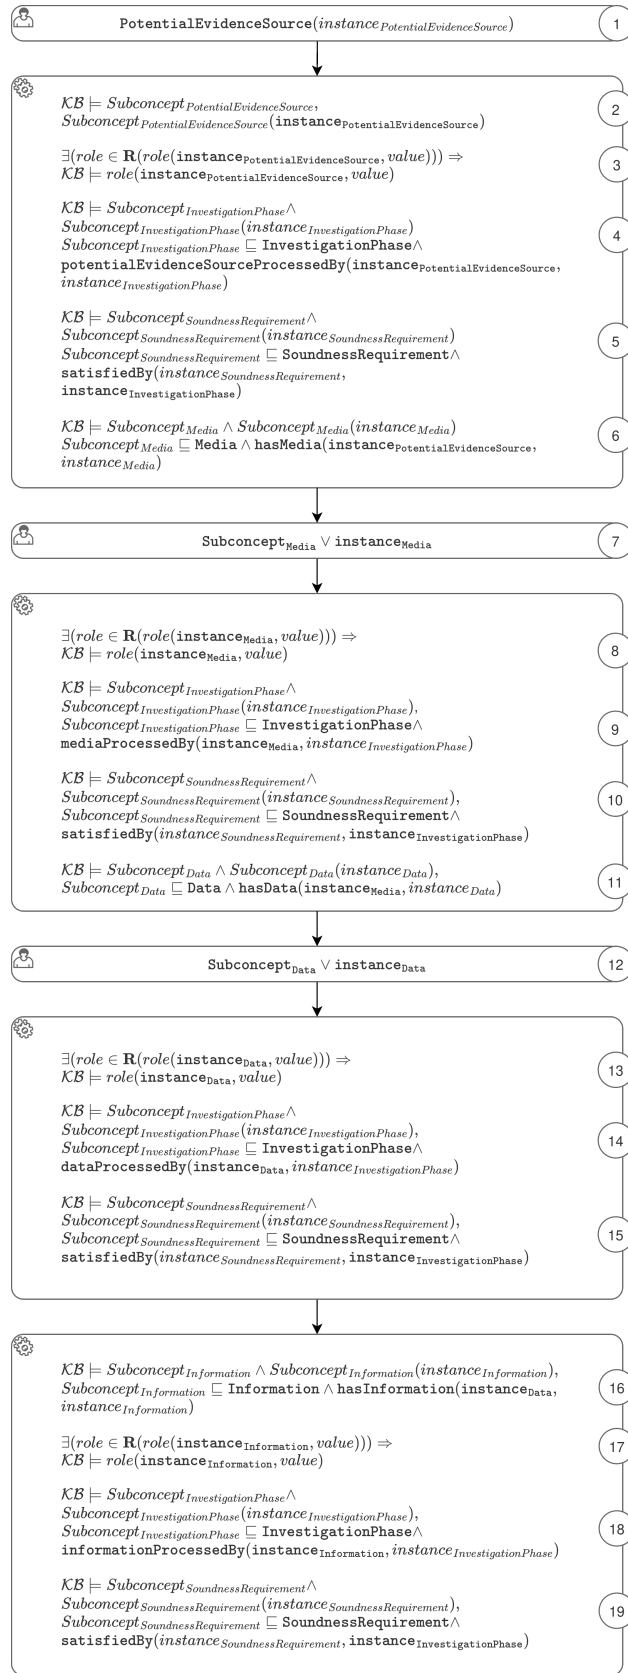 PotentialEvidenceSource(instance_PotentialEvidenceSource)
1
𝒦ℬ ⊨ Subconcept_PotentialEvidenceSource,
Subconcept_PotentialEvidenceSource(instance_PotentialEvidenceSource)
2
∃(role ∈ R(role(instance_PotentialEvidenceSource, value))) ⇒
𝒦ℬ ⊨ role(instance_PotentialEvidenceSource, value)
3
𝒦ℬ ⊨ Subconcept_InvestigationPhase∧
Subconcept_InvestigationPhase(instance_InvestigationPhase)
Subconcept_InvestigationPhase ⊑ InvestigationPhase∧
potentialEvidenceSourceProcessedBy(instance_PotentialEvidenceSource,
instance_InvestigationPhase)
4
𝒦ℬ ⊨ Subconcept_SoundnessRequirement∧
Subconcept_SoundnessRequirement(instance_SoundnessRequirement)
Subconcept_SoundnessRequirement ⊑ SoundnessRequirement∧
satisfiedBy(instance_SoundnessRequirement,
instance_InvestigationPhase)
5
𝒦ℬ ⊨ Subconcept_Media ∧ Subconcept_Media(instance_Media)
Subconcept_Media ⊑ Media ∧ hasMedia(instance_PotentialEvidenceSource,
instance_Media)
6
Subconcept_Media ∨ instance_Media
7
∃(role ∈ R(role(instance_Media, value))) ⇒
𝒦ℬ ⊨ role(instance_Media, value)
8
𝒦ℬ ⊨ Subconcept_InvestigationPhase∧
Subconcept_InvestigationPhase(instance_InvestigationPhase),
Subconcept_InvestigationPhase ⊑ InvestigationPhase∧
mediaProcessedBy(instance_Media, instance_InvestigationPhase)
9
𝒦ℬ ⊨ Subconcept_SoundnessRequirement∧
Subconcept_SoundnessRequirement(instance_SoundnessRequirement),
Subconcept_SoundnessRequirement ⊑ SoundnessRequirement∧
satisfiedBy(instance_SoundnessRequirement, instance_InvestigationPhase)
10
𝒦ℬ ⊨ Subconcept_Data ∧ Subconcept_Data(instance_Data),
Subconcept_Data ⊑ Data ∧ hasData(instance_Media, instance_Data)
11
Subconcept_Data ∨ instance_Data
12
∃(role ∈ R(role(instance_Data, value))) ⇒
𝒦ℬ ⊨ role(instance_Data, value)
13
𝒦ℬ ⊨ Subconcept_InvestigationPhase∧
Subconcept_InvestigationPhase(instance_InvestigationPhase),
Subconcept_InvestigationPhase ⊑ InvestigationPhase∧
dataProcessedBy(instance_Data, instance_InvestigationPhase)
14
𝒦ℬ ⊨ Subconcept_SoundnessRequirement∧
Subconcept_SoundnessRequirement(instance_SoundnessRequirement),
Subconcept_SoundnessRequirement ⊑ SoundnessRequirement∧
satisfiedBy(instance_SoundnessRequirement, instance_InvestigationPhase)
15
𝒦ℬ ⊨ Subconcept_Information ∧ Subconcept_Information(instance_Information),
Subconcept_Information ⊑ Information ∧ hasInformation(instance_Data,
instance_Information)
16
∃(role ∈ R(role(instance_Information, value))) ⇒
𝒦ℬ ⊨ role(instance_Information, value)
17
𝒦ℬ ⊨ Subconcept_InvestigationPhase∧
Subconcept_InvestigationPhase(instance_InvestigationPhase),
Subconcept_InvestigationPhase ⊑ InvestigationPhase∧
informationProcessedBy(instance_Information, instance_InvestigationPhase)
18
𝒦ℬ ⊨ Subconcept_SoundnessRequirement∧
Subconcept_SoundnessRequirement(instance_SoundnessRequirement),
Subconcept_SoundnessRequirement ⊑ SoundnessRequirement∧
satisfiedBy(instance_SoundnessRequirement, instance_InvestigationPhase)
19